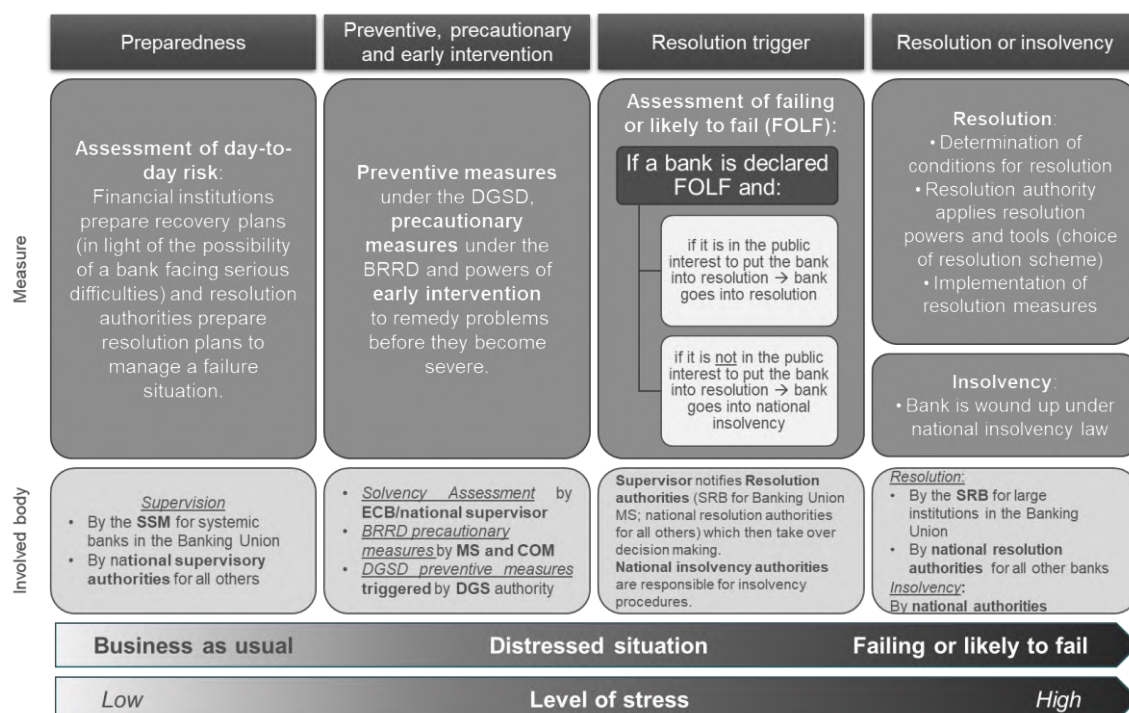 Preparedness
Preventive, precautionary
and early intervention
Resolution trigger
Resolution or insolvency
Measure
Assessment of day-to-
day risk:
Financial institutions
prepare recovery plans
(in light of the possibility
of a bank facing serious
difficulties) and resolution
authorities prepare
resolution plans to
manage a failure
situation.
Preventive measures
under the DGSD,
precautionary
measures under the
BRRD and powers of
early intervention
to remedy problems
before they become
severe.
Assessment of failing
or likely to fail (FOLF):
If a bank is declared
FOLF and:
if it is in the public
interest to put the bank
into resolution → bank
goes into resolution
if it is not in the public
interest to put the bank
into resolution → bank
goes into national
insolvency
Resolution:
• Determination of
conditions for resolution
• Resolution authority
applies resolution
powers and tools (choice
of resolution scheme)
• Implementation of
resolution measures
Insolvency:
• Bank is wound up under
national insolvency law
Involved body
Supervision
• By the SSM for systemic
banks in the Banking Union
• By national supervisory
authorities for all others
• Solvency Assessment by
ECB/national supervisor
• BRRD precautionary
measures by MS and COM
• DGSD preventive measures
triggered by DGS authority
Supervisor notifies Resolution
authorities (SRB for Banking Union
MS; national resolution authorities
for all others) which then take over
decision making.
National insolvency authorities
are responsible for insolvency
procedures.
Resolution:
• By the SRB for large
institutions in the Banking
Union
• By national resolution
authorities for all other banks
Insolvency:
By national authorities
Business as usual
Distressed situation
Failing or likely to fail
Low
Level of stress
High